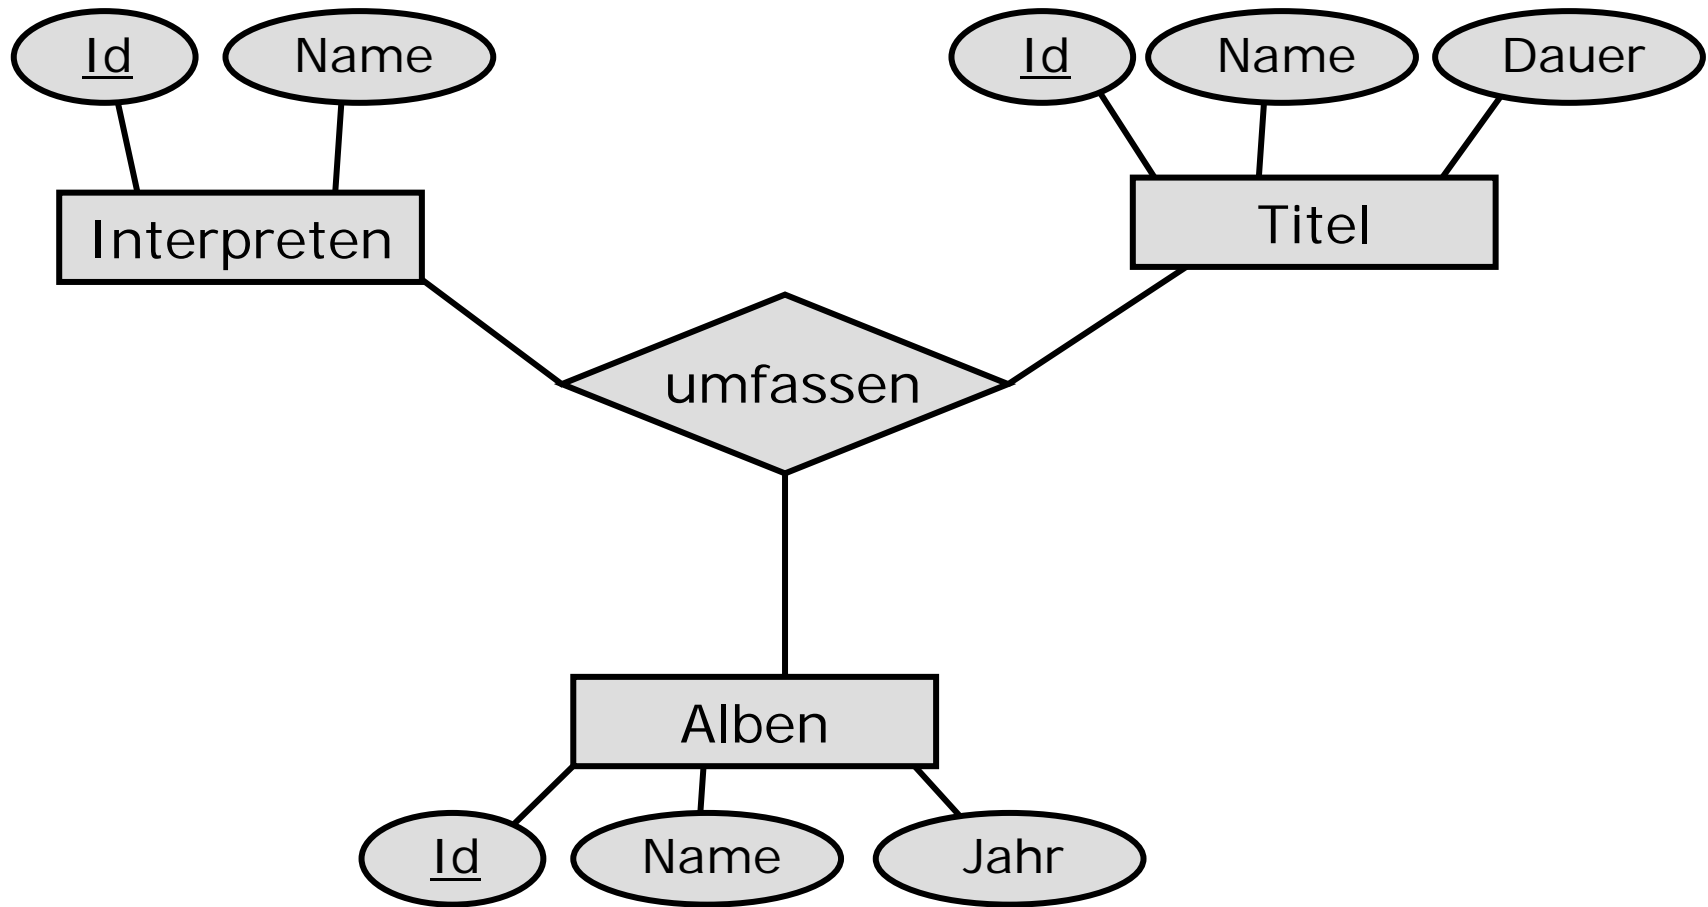 Id
Name
Id
Name
Dauer
Interpreten
Titel
umfassen
Alben
Id
Name
Jahr